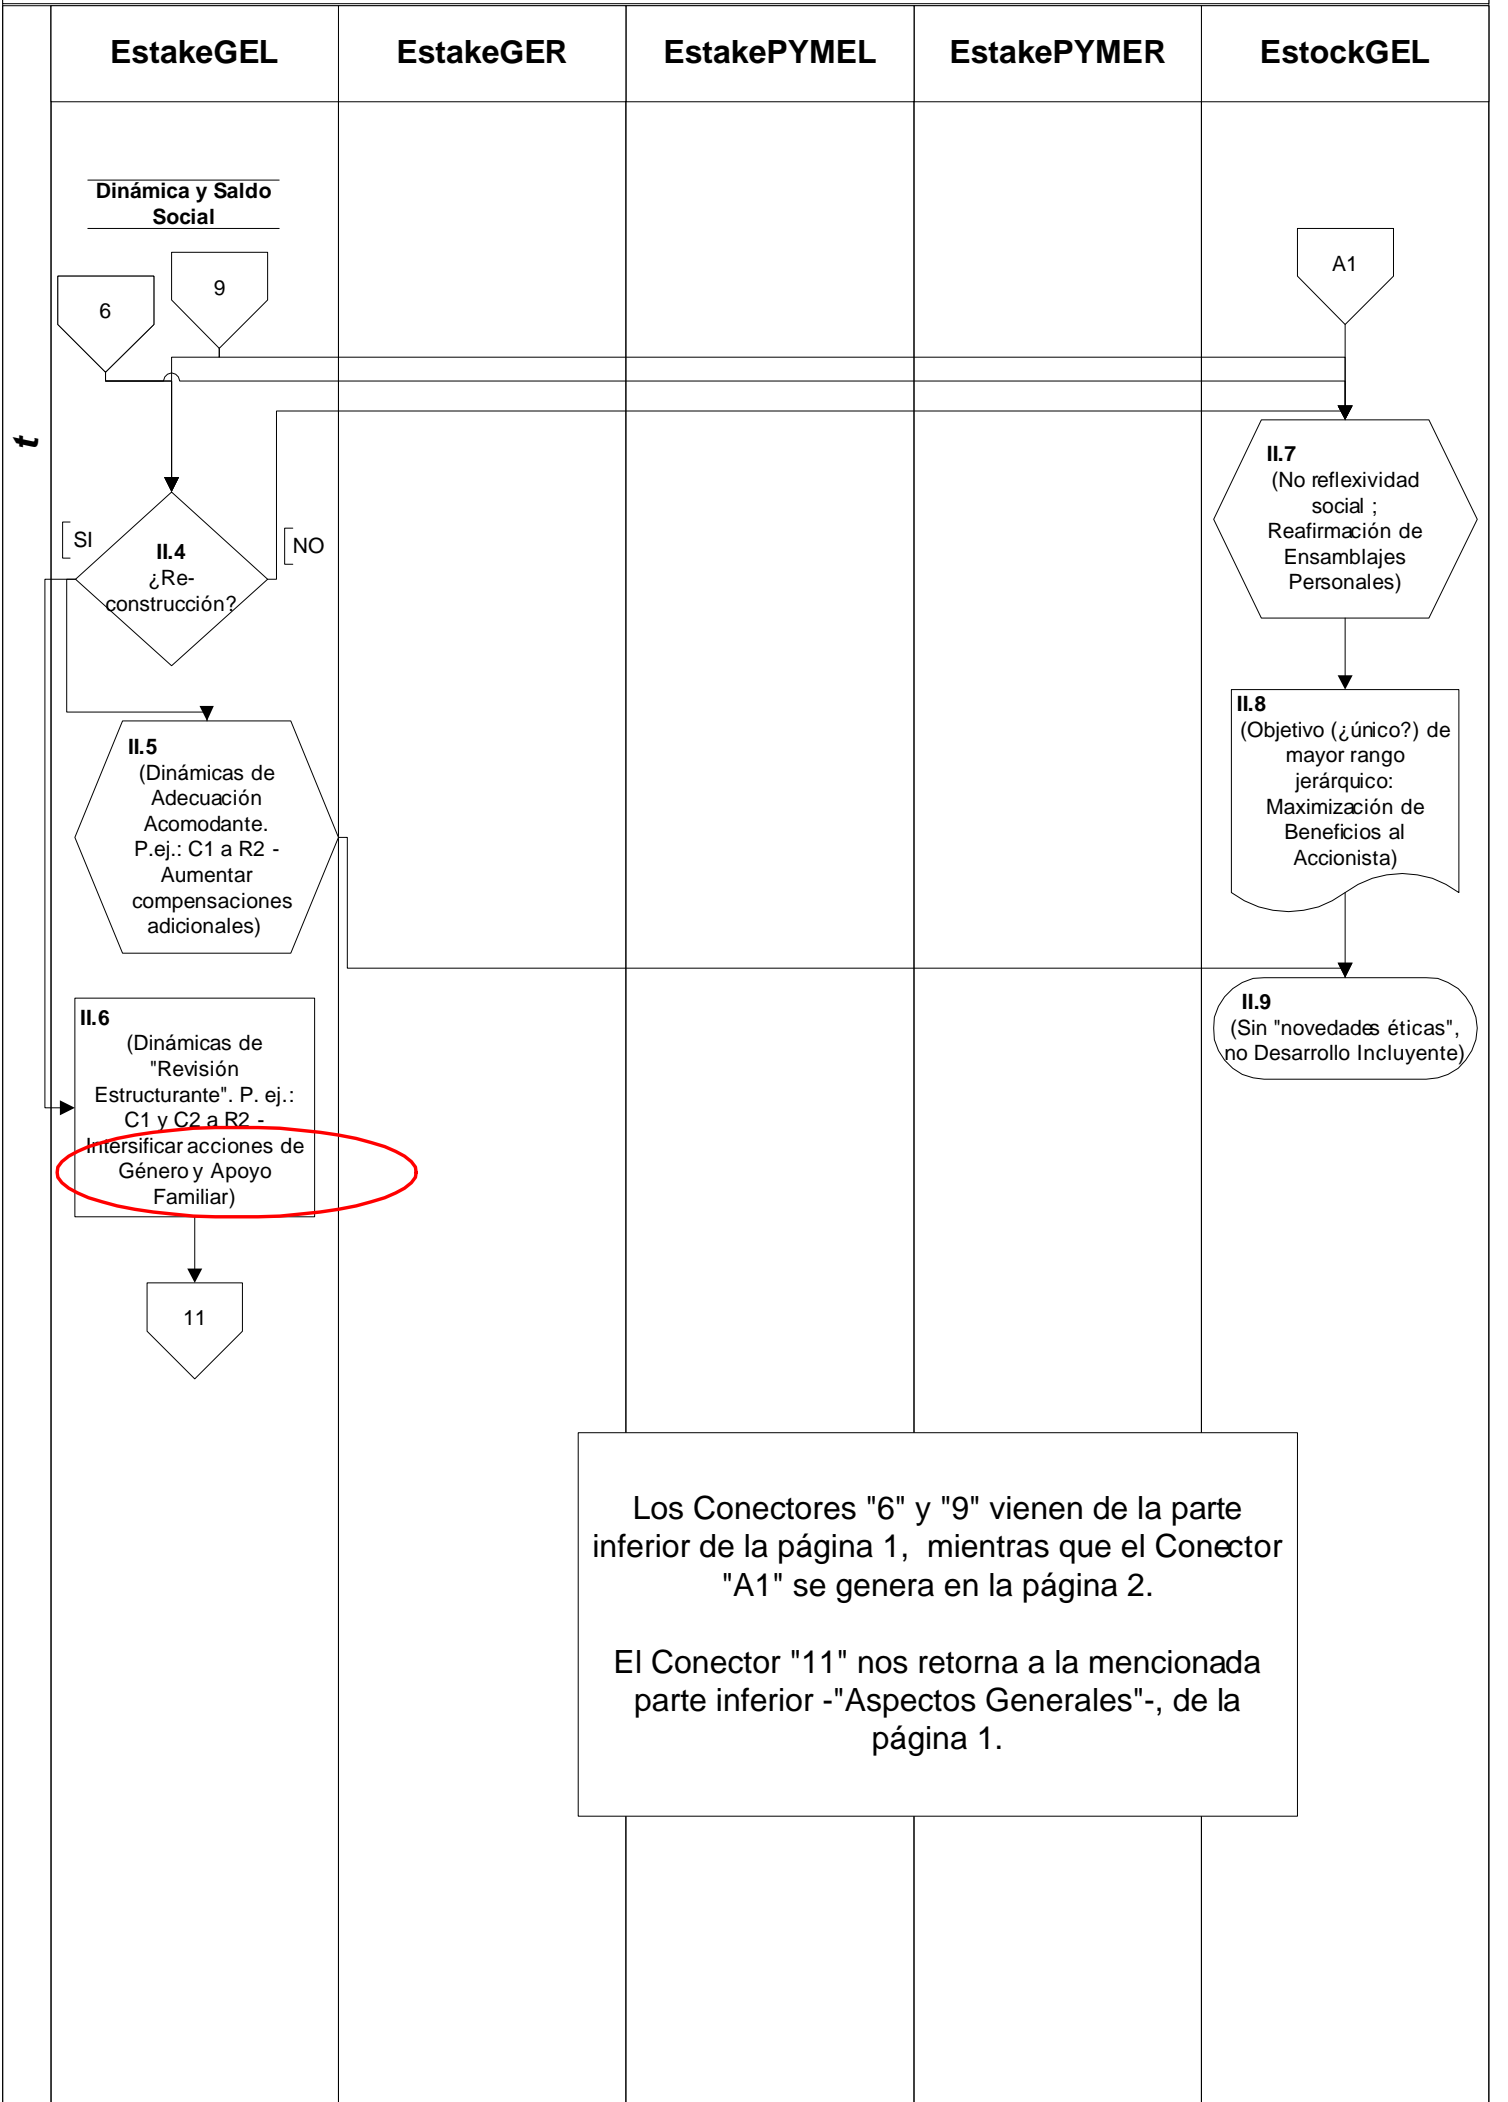 EstakeGEL
EstakeGER
EstakePYMEL
EstakePYMER
EstockGEL
t
Dinámica y Saldo
Social
6
9
A1
SI
II.4
¿Re-
construcción?
NO
II.7
(No reflexividad
social ;
Reafirmación de
Ensamblajes
Personales)
II.5
(Dinámicas de
Adecuación
Acomodante.
P.ej.: C1 a R2 -
Aumentar
compensaciones
adicionales)
II.8
(Objetivo (¿único?) de
mayor rango
jerárquico:
Maximización de
Beneficios al
Accionista)
II.6
(Dinámicas de
"Revisión
Estructurante". P. ej.:
C1 y C2 a R2 -
Intersificar acciones de
Género y Apoyo
Familiar)
II.9
(Sin "novedades éticas",
no Desarrollo Incluyente)
11
Los Conectores "6" y "9" vienen de la parte
inferior de la página 1, mientras que el Conector
"A1" se genera en la página 2.
El Conector "11" nos retorna a la mencionada
parte inferior -"Aspectos Generales"-, de la
página 1.